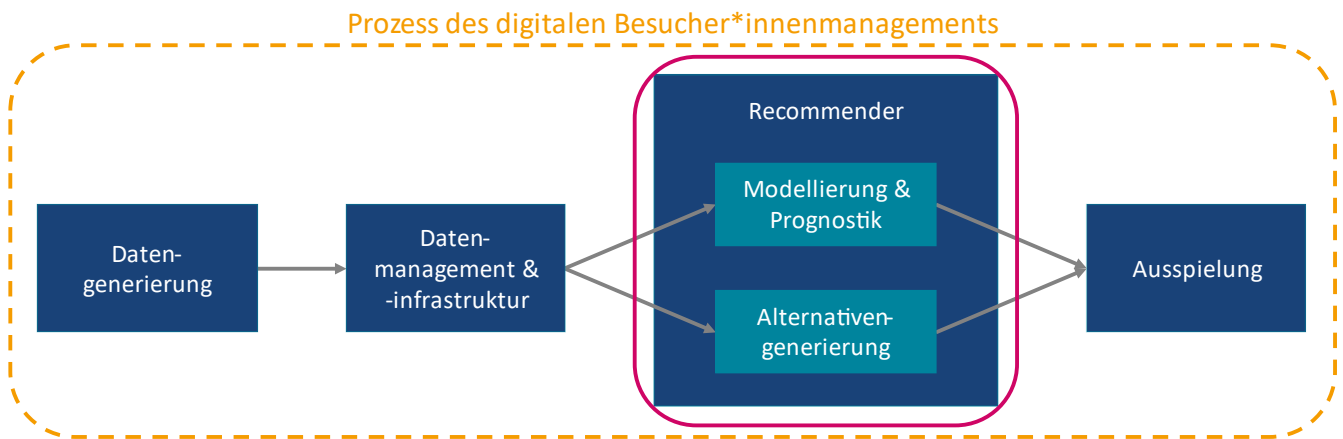 Prozess des digitalen Besucher*innenmanagements
Daten-
generierung
Daten-
management &
-infrastruktur
Recommender
Modellierung &
Prognostik
Alternativen-
generierung
Ausspielung